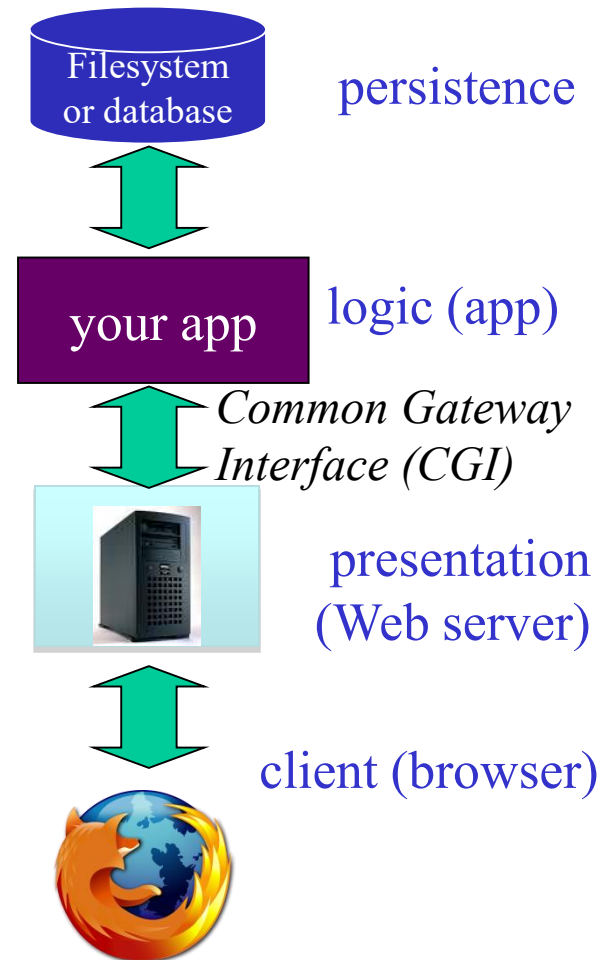 Filesystem
or database
persistence
your app
logic (app)
Common Gateway
Interface (CGI)
presentation
(Web server)
client (browser)